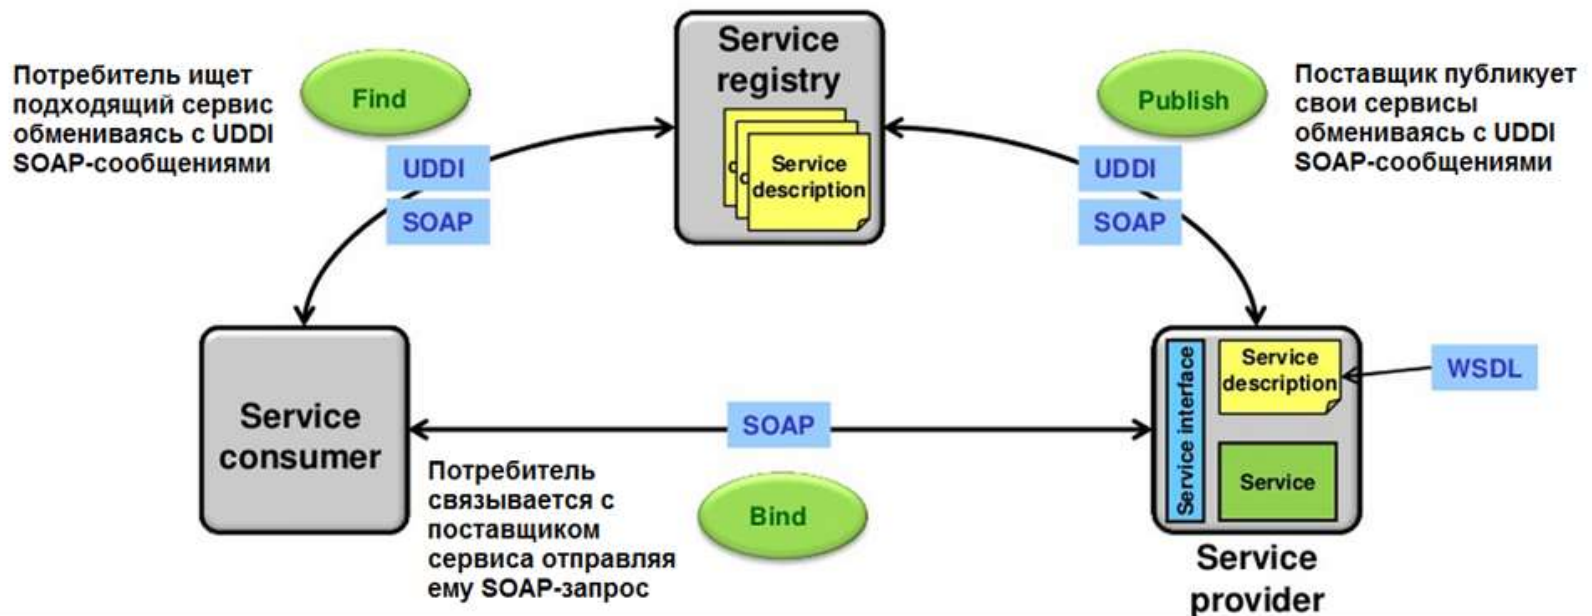 Service
registry
Service
description
Потребитель ищет
подходящий сервис
обмениваясь с UDDI
SOAP-сообщениями
Find
UDDI
SOAP
Publish
Поставщик публикует
свои сервисы
обмениваясь с UDDI
SOAP-сообщениями
UDDI
SOAP
Service
consumer
SOAP
Потребитель
связывается с
поставщиком
сервиса отправляя
ему SOAP-запрос
Bind
Service interface
Service
description
Service
WSDL
Service
provider